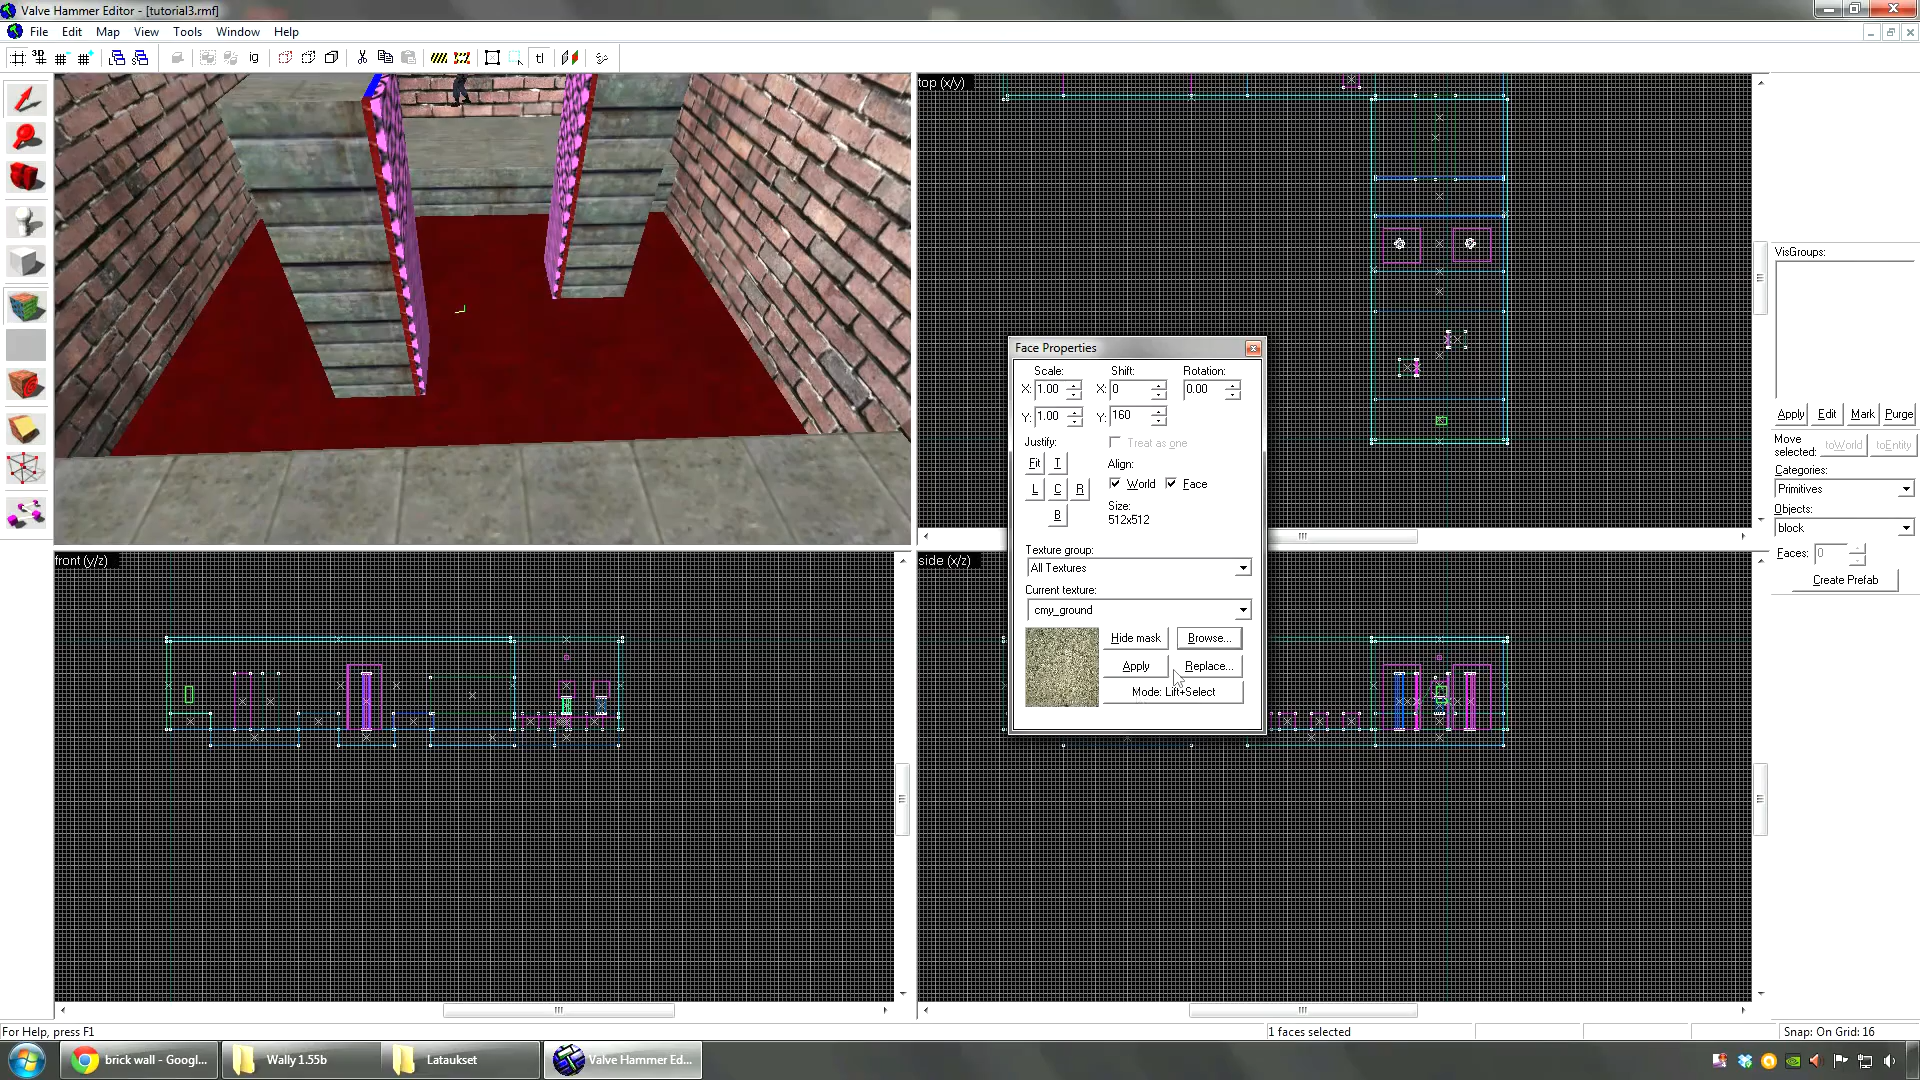 Valve Hammer Editor - [tutorial3.rmf]
File Edit Map View Tools Window Help
3D
ig
tl
top (x/y)
VisGroups:
Apply Edit Mark Purge
Move selected: toWorld toEntity
Categories:
Primitives
Objects:
block
Faces: 0
Create Prefab
Face Properties
Scale: Shift: Rotation:
X: 1.00 X: 0 0.00
Y: 1.00 Y: 160
Justify: Treat as one
Fit T Align:
L C R World Face
B Size:
512x512
Texture group:
All Textures
Current texture:
cmy_ground
Hide mask Browse...
Apply Replace...
Mode: Lift+Select
front (y/z)
side (x/z)
For Help, press F1
1 faces selected
Snap: On Grid: 16
brick wall - Googl...
Wally 1.55b
Lataukset
Valve Hammer Ed...